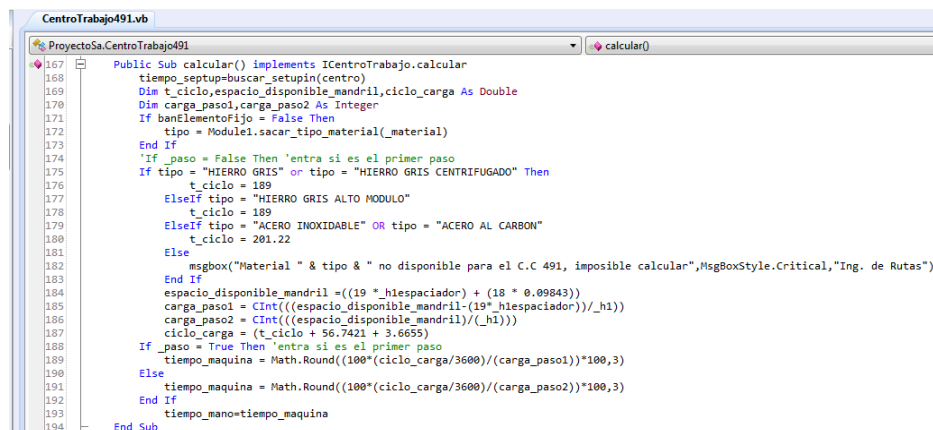 CentroTrabajo491.vb
ProyectoSa.CentroTrabajo491 calcular()
167 Public Sub calcular() implements ICentroTrabajo.calcular
168 tiempo_septup=buscar_setupin(centro)
169 Dim t_ciclo,espacio_disponible_mandril,ciclo_carga As Double
170 Dim carga_paso1,carga_paso2 As Integer
171 If banElementoFijo = False Then
172 tipo = Module1.sacar_tipo_material(_material)
173 End If
174 'If _paso = False Then 'entra si es el primer paso
175 If tipo = "HIERRO GRIS" or tipo = "HIERRO GRIS CENTRIFUGADO" Then
176 t_ciclo = 189
177 ElseIf tipo = "HIERRO GRIS ALTO MODULO"
178 t_ciclo = 189
179 ElseIf tipo = "ACERO INOXIDABLE" OR tipo = "ACERO AL CARBON"
180 t_ciclo = 201.22
181 Else
182 msgbox("Material " & tipo & " no disponible para el C.C 491, imposible calcular",MsgBoxStyle.Critical,"Ing. de Rutas")
183 End If
184 espacio_disponible_mandril =((19 *_h1espaciador) + (18 * 0.09843))
185 carga_paso1 = CInt(((espacio_disponible_mandril-(19*_h1espaciador))/_h1))
186 carga_paso2 = CInt(((espacio_disponible_mandril)/(_h1)))
187 ciclo_carga = (t_ciclo + 56.7421 + 3.6655)
188 If _paso = True Then 'entra si es el primer paso
189 tiempo_maquina = Math.Round((100*(ciclo_carga/3600)/(carga_paso1))*100,3)
190 Else
191 tiempo_maquina = Math.Round((100*(ciclo_carga/3600)/(carga_paso2))*100,3)
192 End If
193 tiempo_mano=tiempo_maquina
194 End Sub